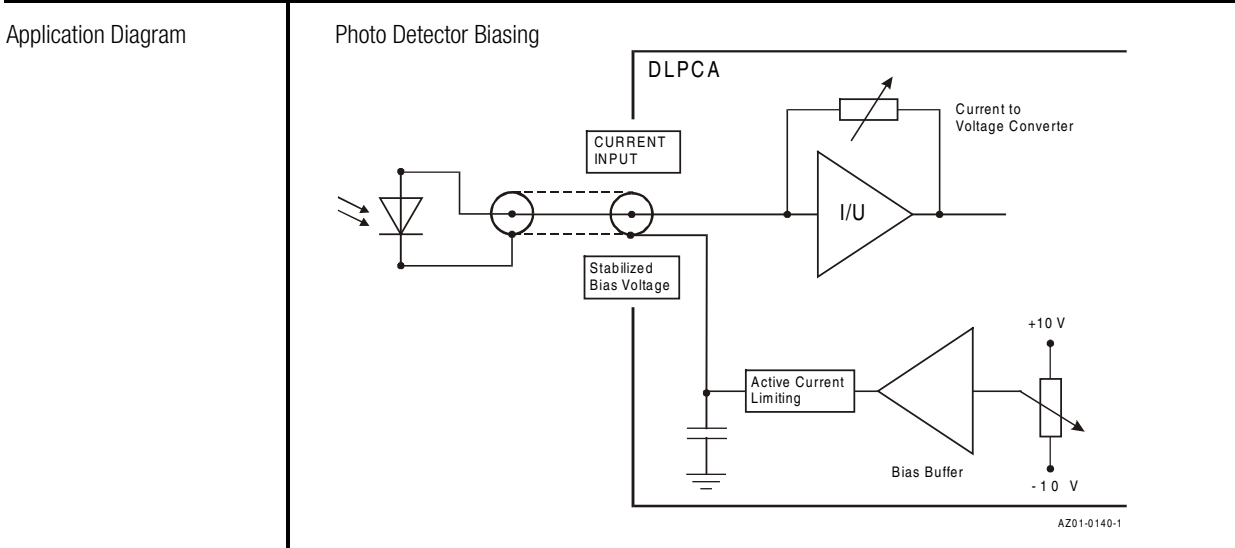 Application Diagram
Photo Detector Biasing
DLPCA
CURRENT
INPUT
Current to
Voltage Converter
I/U
Stabilized
Bias Voltage
+10 V
Active Current
Limiting
Bias Buffer
-10 V
AZ01-0140-1